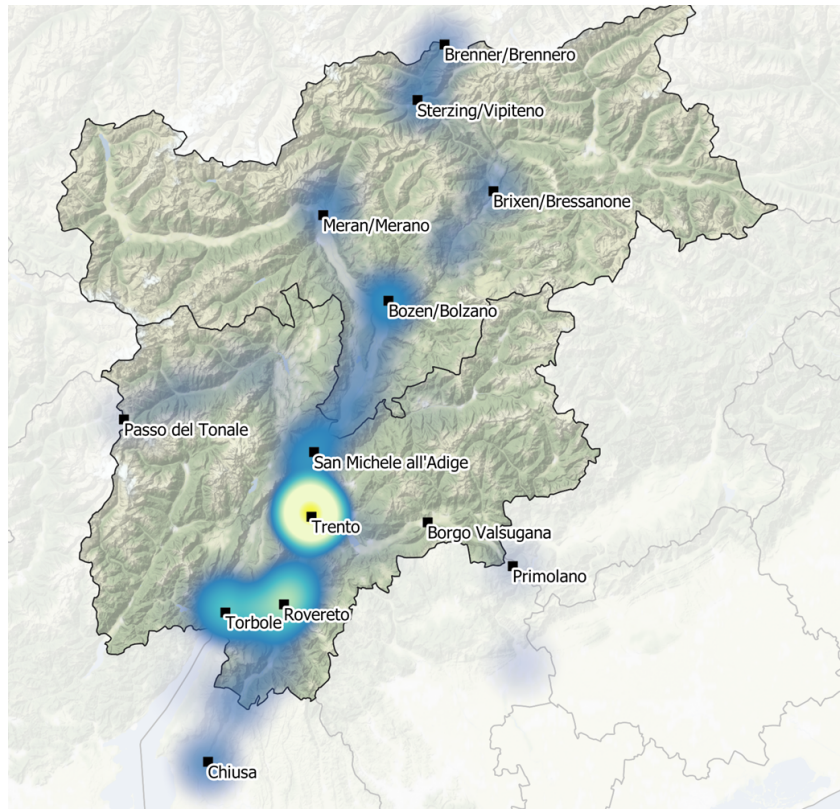 Brenner/Brennero
Sterzing/Vipiteno
Brixen/Bressanone
Meran/Merano
Bozen/Bolzano
Passo del Tonale
San Michele all'Adige
Trento
Borgo Valsugana
Primolano
Torbole
Rovereto
Chiusa